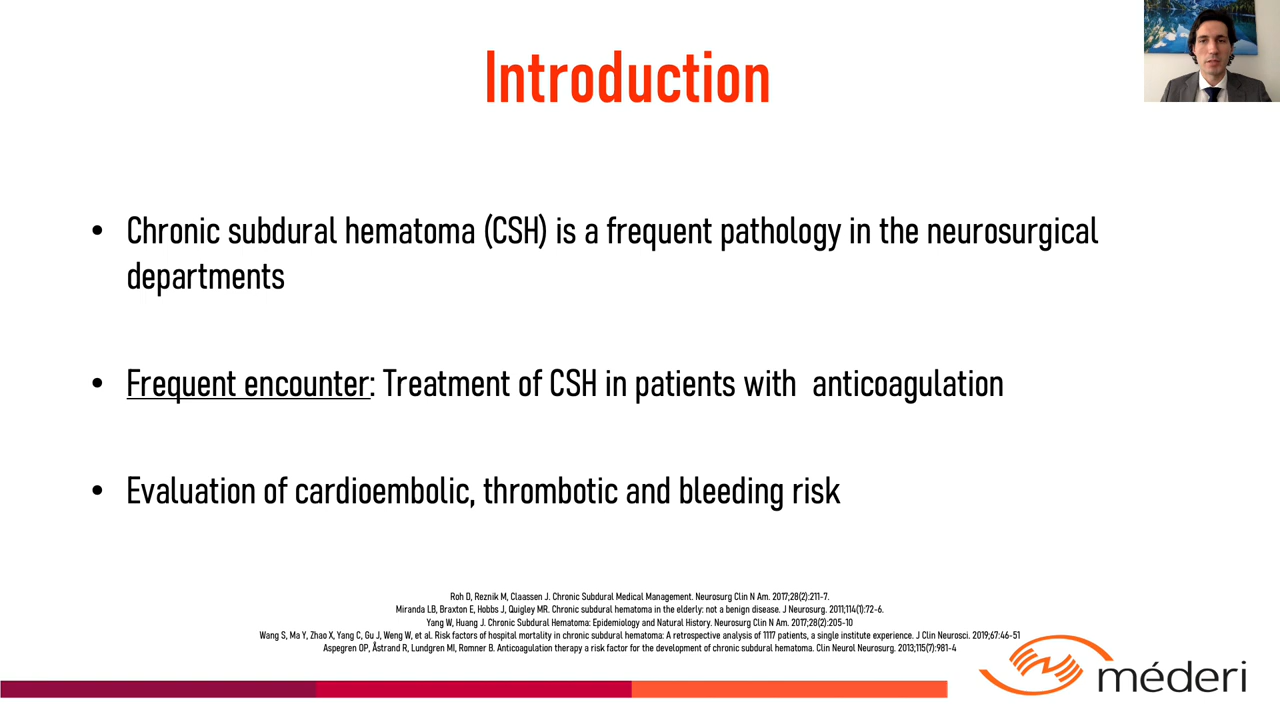 Introduction
• Chronic subdural hematoma (CSH) is a frequent pathology in the neurosurgical
departments
• Frequent encounter: Treatment of CSH in patients with  anticoagulation
• Evaluation of cardioembolic, thrombotic and bleeding risk
Roh D, Reznik M, Claassen J. Chronic Subdural Medical Management. Neurosurg Clin N Am. 2017;28(2):211-7.
Miranda LB, Braxton E, Hobbs J, Quigley MR. Chronic subdural hematoma in the elderly: not a benign disease. J Neurosurg. 2011;114(1):72-6.
Yang W, Huang J. Chronic Subdural Hematoma: Epidemiology and Natural History. Neurosurg Clin N Am. 2017;28(2):205-10
Wang S, Ma Y, Zhao X, Yang C, Gu J, Weng W, et al. Risk factors of hospital mortality in chronic subdural hematoma: A retrospective analysis of 1117 patients, a single institute experience. J Clin Neurosci. 2019;67:46-51
Aspegren OP, Åstrand R, Lundgren MI, Romner B. Anticoagulation therapy a risk factor for the development of chronic subdural hematoma. Clin Neurol Neurosurg. 2013;115(7):981-4
méderi